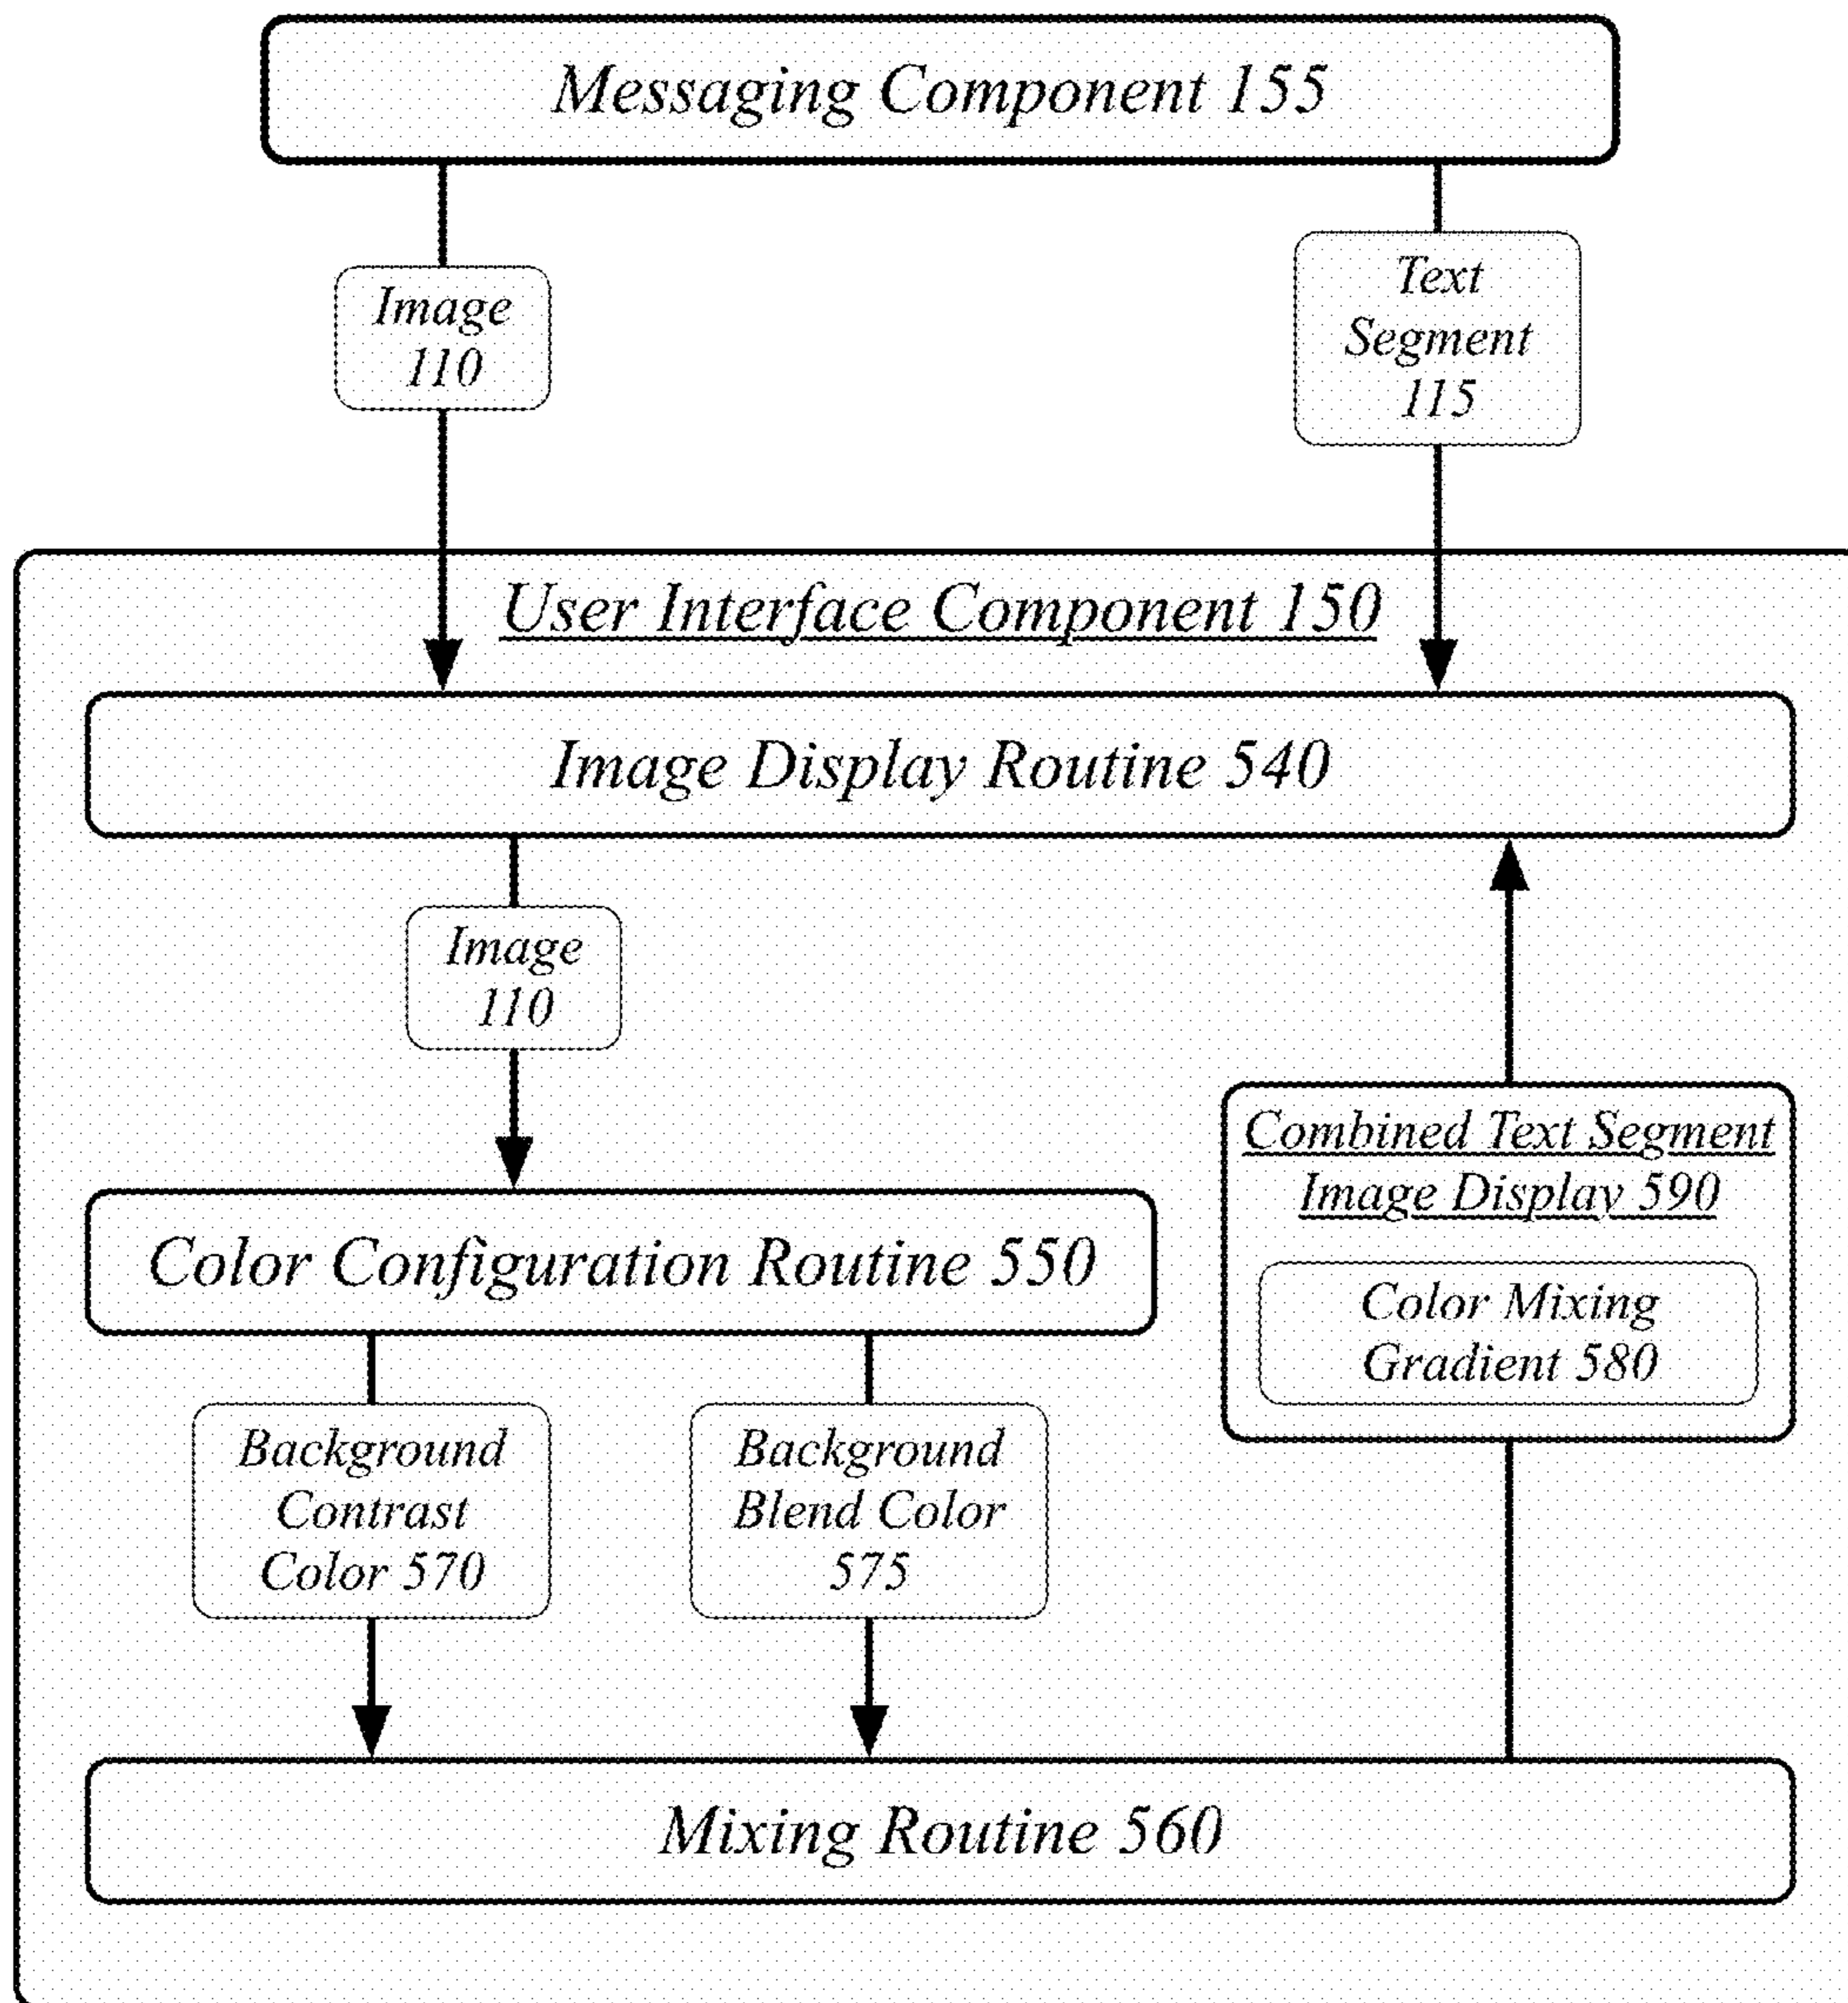 Messaging Component 155
Image
110
Text
Segment
115
User Interface Component 150
Image Display Routine 540
Image
110
Combined Text Segment
Image Display 590
Color Mixing
Gradient 580
Color Configuration Routine 550
Background
Contrast
Color 570
Background
Blend Color
575
Mixing Routine 560